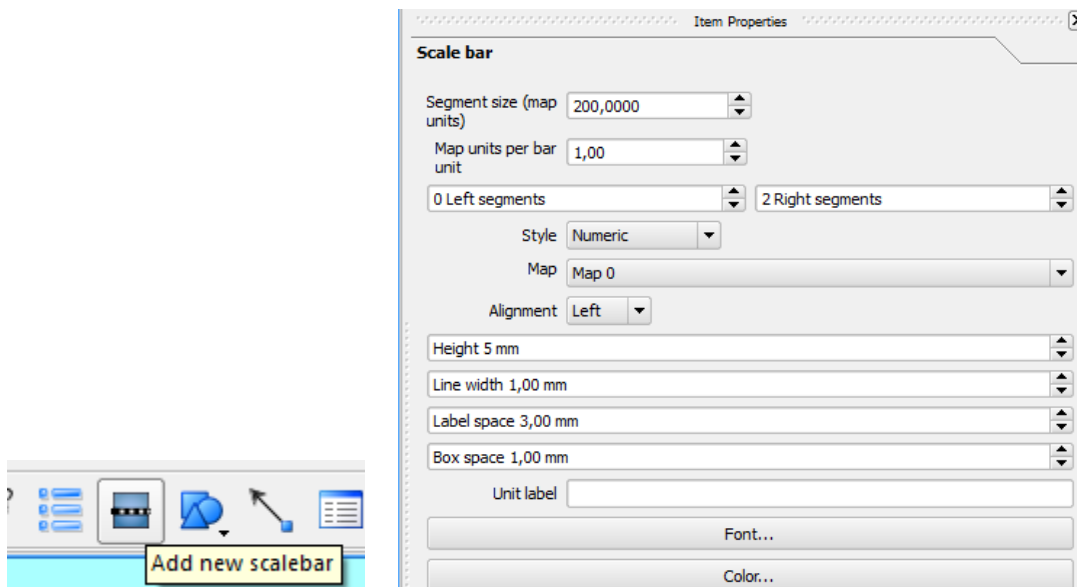 Item Properties
Scale bar
Segment size (map
units)
200,0000
Map units per bar
unit
1,00
0 Left segments
2 Right segments
Style
Numeric
Map
Map 0
Alignment
Left
Height 5 mm
Line width 1,00 mm
Label space 3,00 mm
Box space 1,00 mm
Unit label
Font...
Color...
Add new scalebar